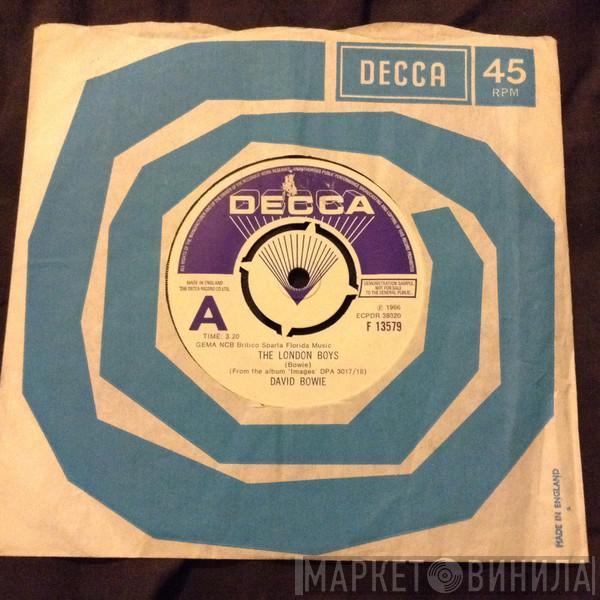 DECCA
45
RPM
DECCA
MADE IN ENGLAND
THE DECCA RECORD CO. LTD.
DEMONSTRATION SAMPLE
NOT FOR SALE
TO THE GENERAL PUBLIC
A
℗ 1966
ECPDR 39320
F 13579
TIME: 3.20
GEMA NCB Britico Sparta Florida Music
THE LONDON BOYS
(Bowie)
(From the album 'Images' DPA 3017/18)
DAVID BOWIE
MADE IN ENGLAND
МАРКЕТ ВИНИЛА